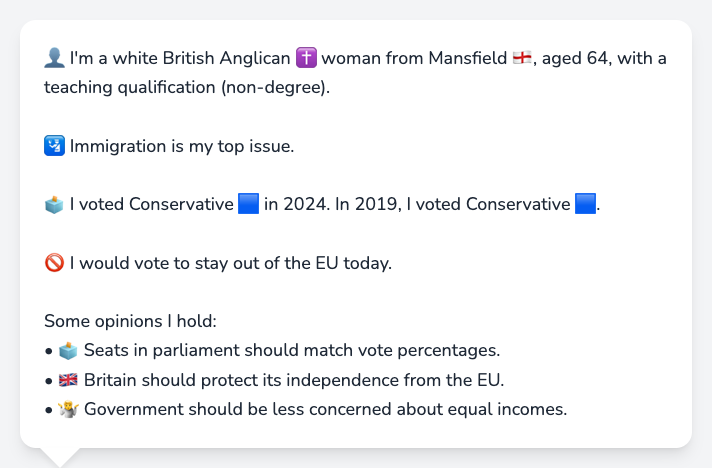 👤 I'm a white British Anglican ✝️ woman from Mansfield 🏴󠁧󠁢󠁥󠁮󠁧󠁿, aged 64, with a
teaching qualification (non-degree).
🛂 Immigration is my top issue.
🗳️ I voted Conservative 🟦 in 2024. In 2019, I voted Conservative 🟦.
🚫 I would vote to stay out of the EU today.
Some opinions I hold:
• 🗳️ Seats in parliament should match vote percentages.
• 🇬🇧 Britain should protect its independence from the EU.
• 🤷 Government should be less concerned about equal incomes.